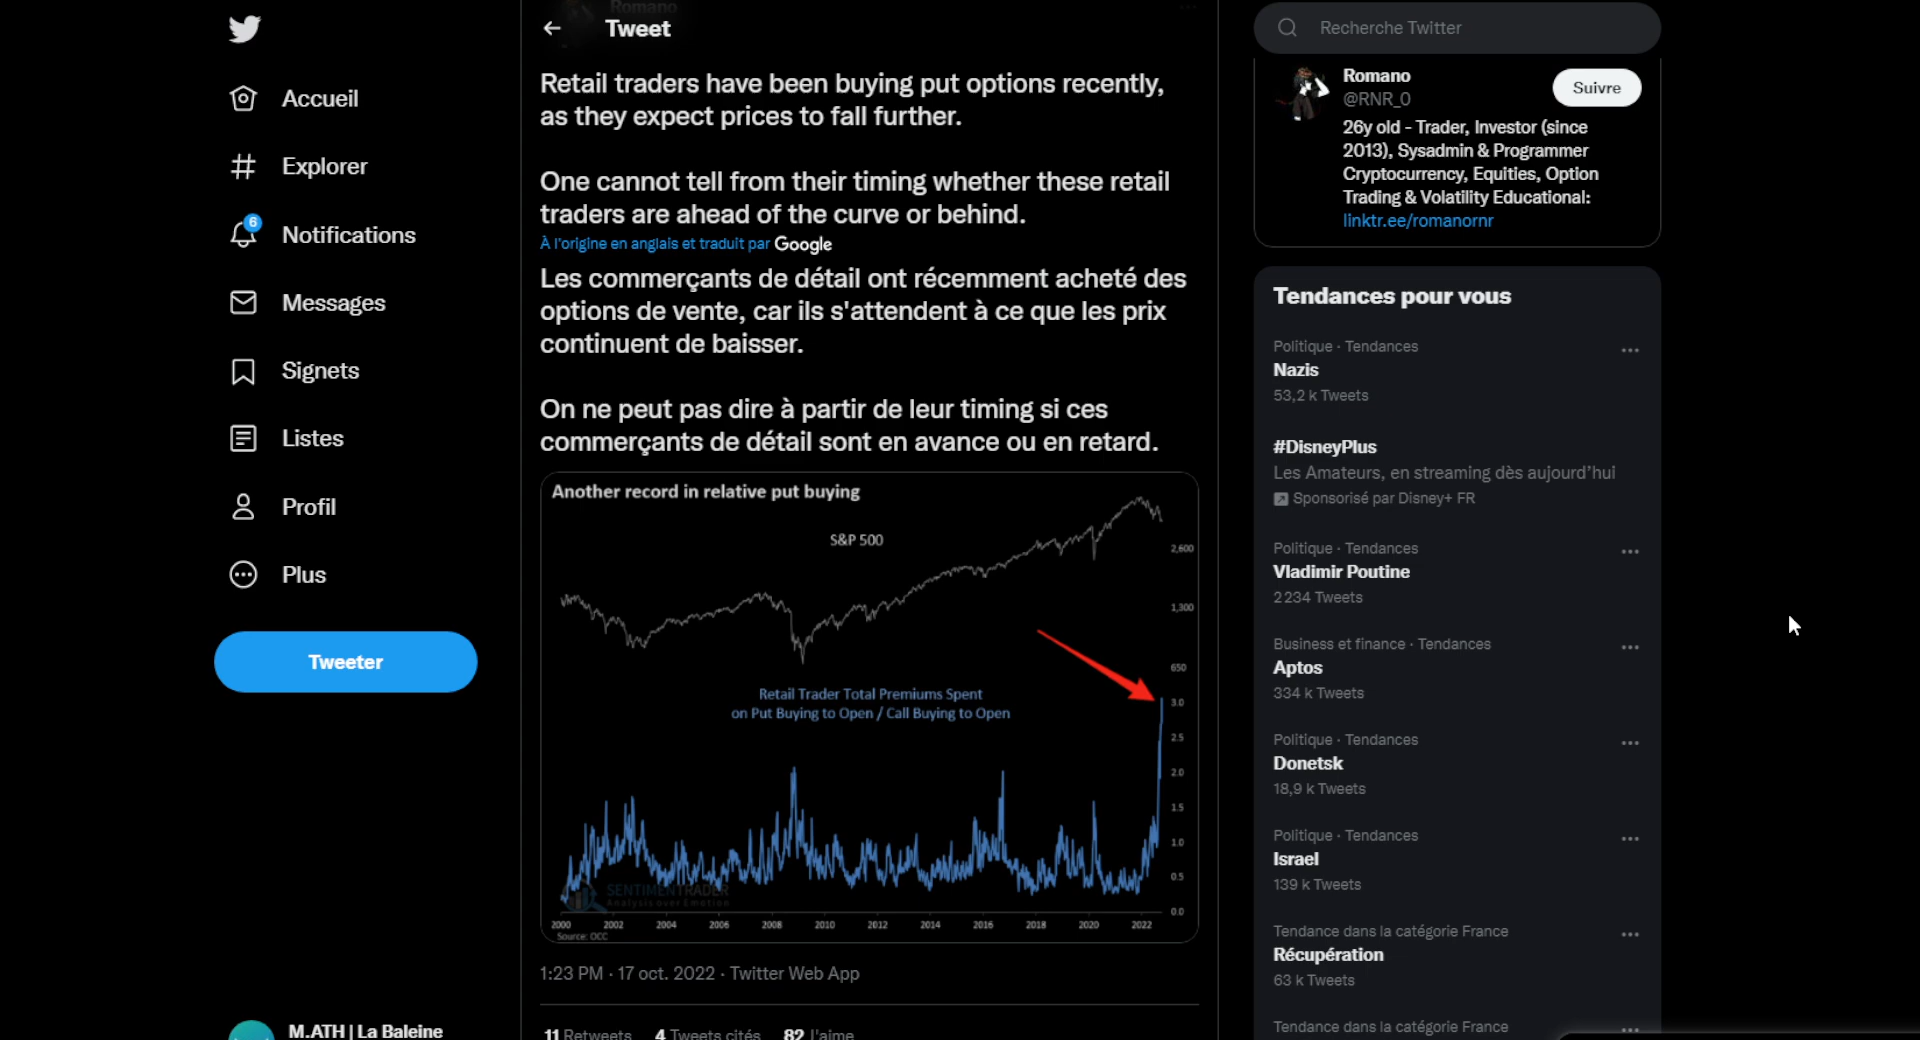 Accueil
Explorer
6
Notifications
Messages
Signets
Listes
Profil
Plus
Tweeter
M.ATH | La Baleine
Romano
Tweet
Retail traders have been buying put options recently,
as they expect prices to fall further.
One cannot tell from their timing whether these retail
traders are ahead of the curve or behind.
À l'origine en anglais et traduit par Google
Les commerçants de détail ont récemment acheté des
options de vente, car ils s'attendent à ce que les prix
continuent de baisser.
On ne peut pas dire à partir de leur timing si ces
commerçants de détail sont en avance ou en retard.
Another record in relative put buying
S&P 500
2,600
1,300
650
Retail Trader Total Premiums Spent
on Put Buying to Open / Call Buying to Open
3.0
2.5
2.0
1.5
1.0
0.5
0.0
SENTIMENTRADER
Analysis over Emotion
2000 2002 2004 2006 2008 2010 2012 2014 2016 2018 2020 2022
Source: OCC
1:23 PM · 17 oct. 2022 · Twitter Web App
11 Retweets 4 Tweets cités 82 J'aime
Recherche Twitter
Romano
@RNR_0
Suivre
26y old - Trader, Investor (since
2013), Sysadmin & Programmer
Cryptocurrency, Equities, Option
Trading & Volatility Educational:
linktr.ee/romanornr
Tendances pour vous
Politique · Tendances
Nazis
53,2 k Tweets
#DisneyPlus
Les Amateurs, en streaming dès aujourd'hui
Sponsorisé par Disney+ FR
Politique · Tendances
Vladimir Poutine
2 234 Tweets
Business et finance · Tendances
Aptos
334 k Tweets
Politique · Tendances
Donetsk
18,9 k Tweets
Politique · Tendances
Israel
139 k Tweets
Tendance dans la catégorie France
Récupération
63 k Tweets
Tendance dans la catégorie France